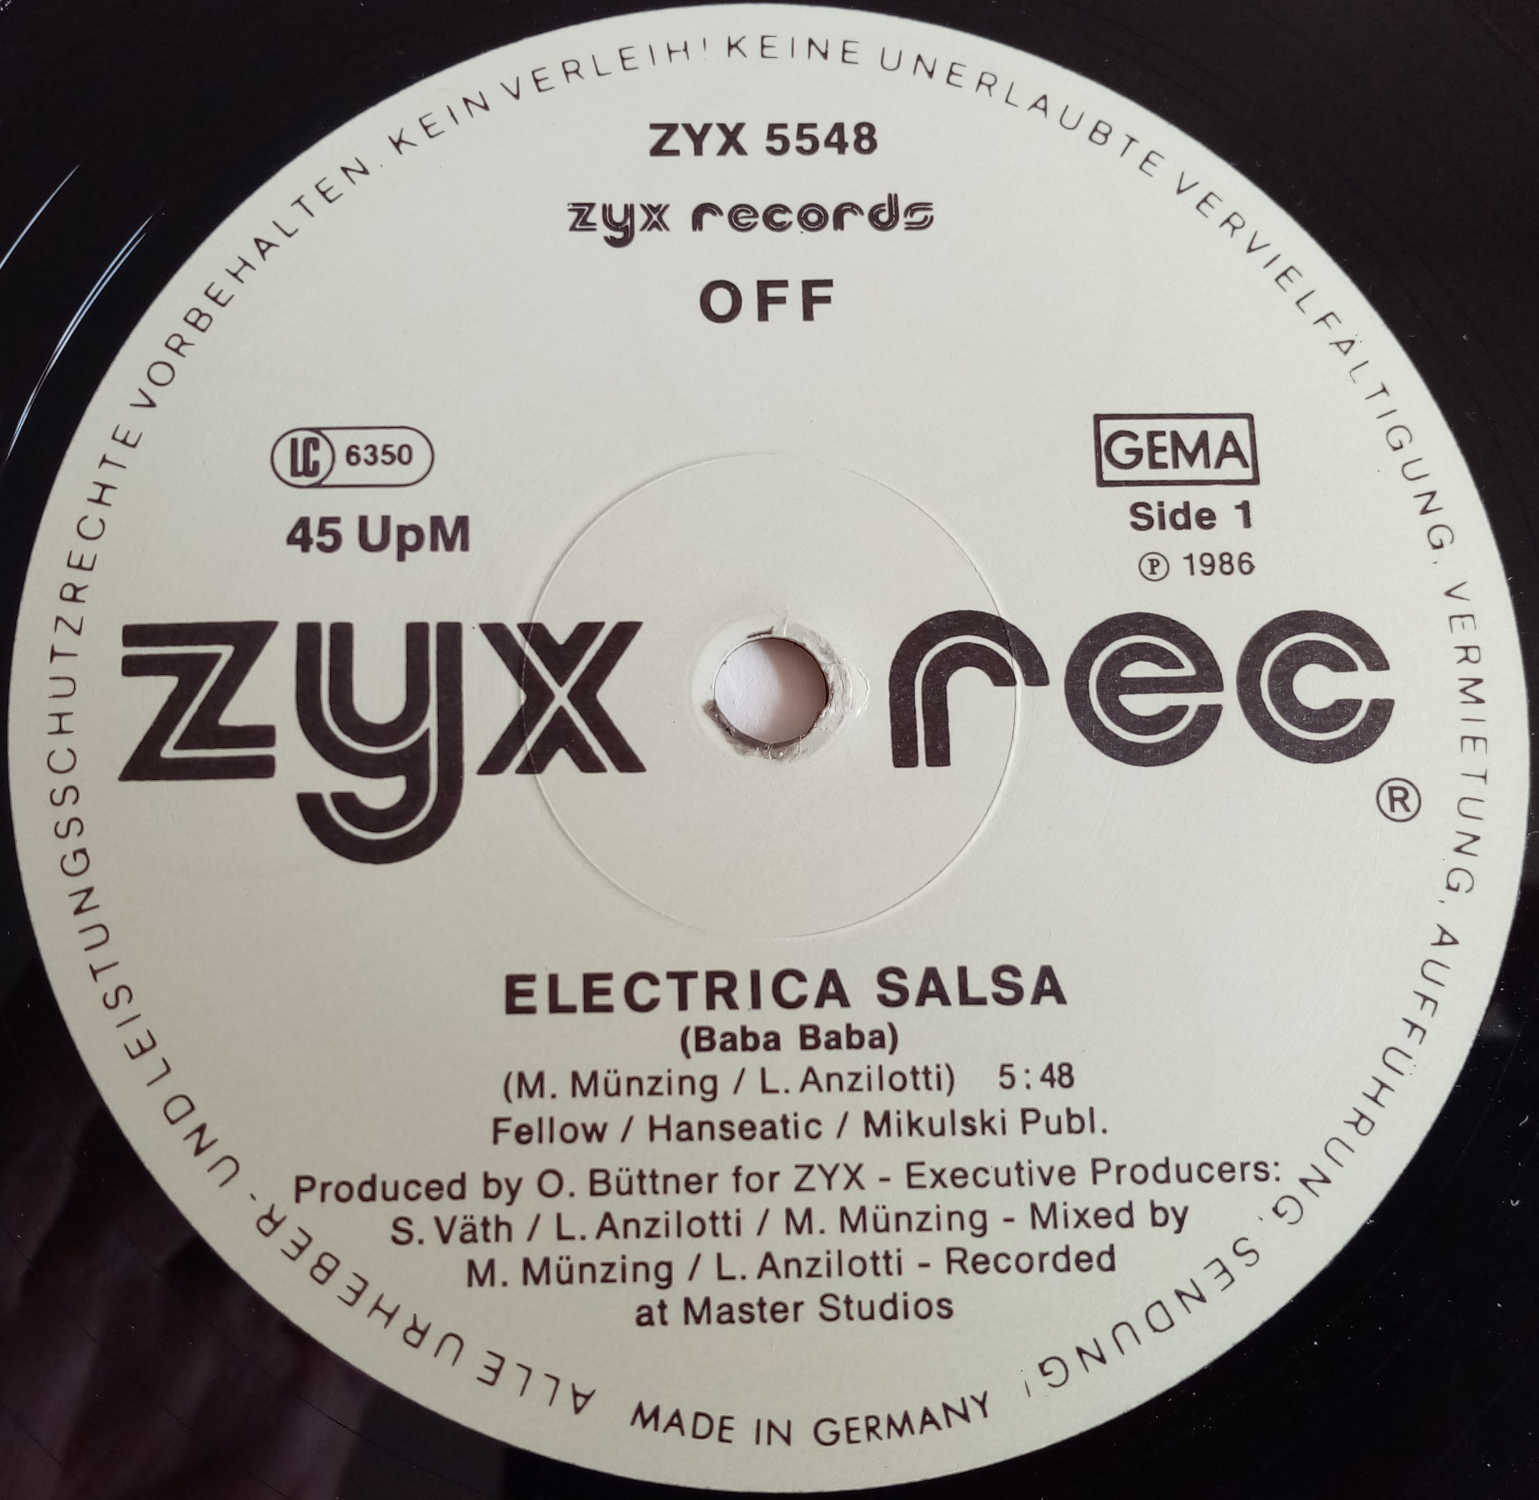 ALLE URHEBER- UND LEISTUNGSSCHUTZRECHTE VORBEHALTEN. KEIN VERLEIH! KEINE UNERLAUBTE VERVIELFÄLTIGUNG, VERMIETUNG, AUFFÜHRUNG, SENDUNG!
ZYX 5548
zyx records
OFF
LC 6350
GEMA
45 UpM
Side 1
℗ 1986
zyx rec ®
ELECTRICA SALSA
(Baba Baba)
(M. Münzing / L. Anzilotti) 5:48
Fellow / Hanseatic / Mikulski Publ.
Produced by O. Büttner for ZYX - Executive Producers:
S. Väth / L. Anzilotti / M. Münzing - Mixed by
M. Münzing / L. Anzilotti - Recorded
at Master Studios
MADE IN GERMANY